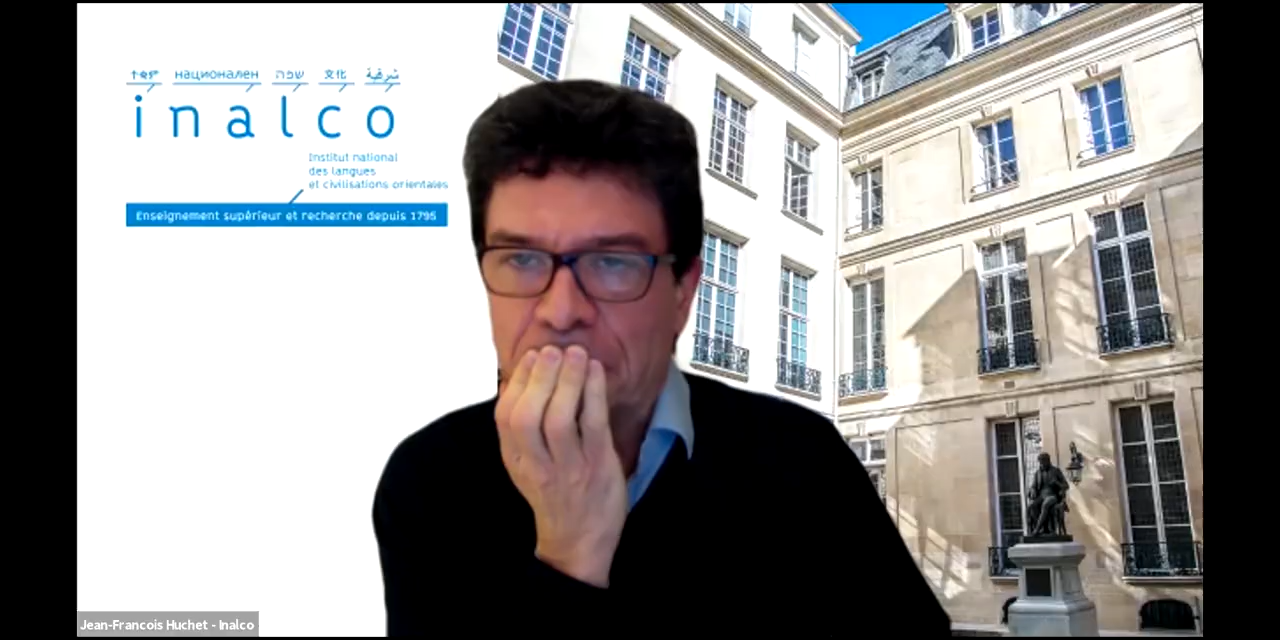 национален שפה 文化 شرقية
inalco
Institut national
des langues
et civilisations orientales
Enseignement supérieur et recherche depuis 1795
Jean-Francois Huchet - Inalco